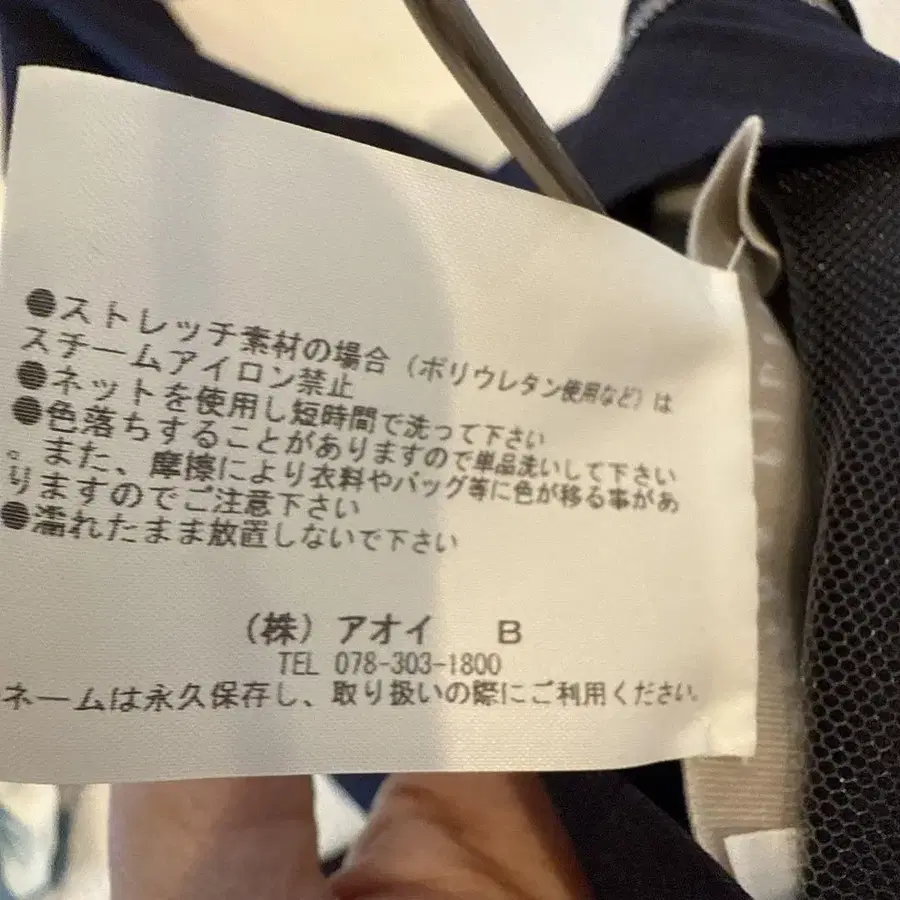 ●ストレッチ素材の場合（ポリウレタン使用など）は
スチームアイロン禁止
●ネットを使用し短時間で洗って下さい
●色落ちすることがありますので単品洗いして下さい
。また、摩擦により衣料やバッグ等に色が移る事があ
りますのでご注意下さい
●濡れたまま放置しないで下さい
（株）アオイ　　B
TEL 078-303-1800
ネームは永久保存し、取り扱いの際にご利用ください。